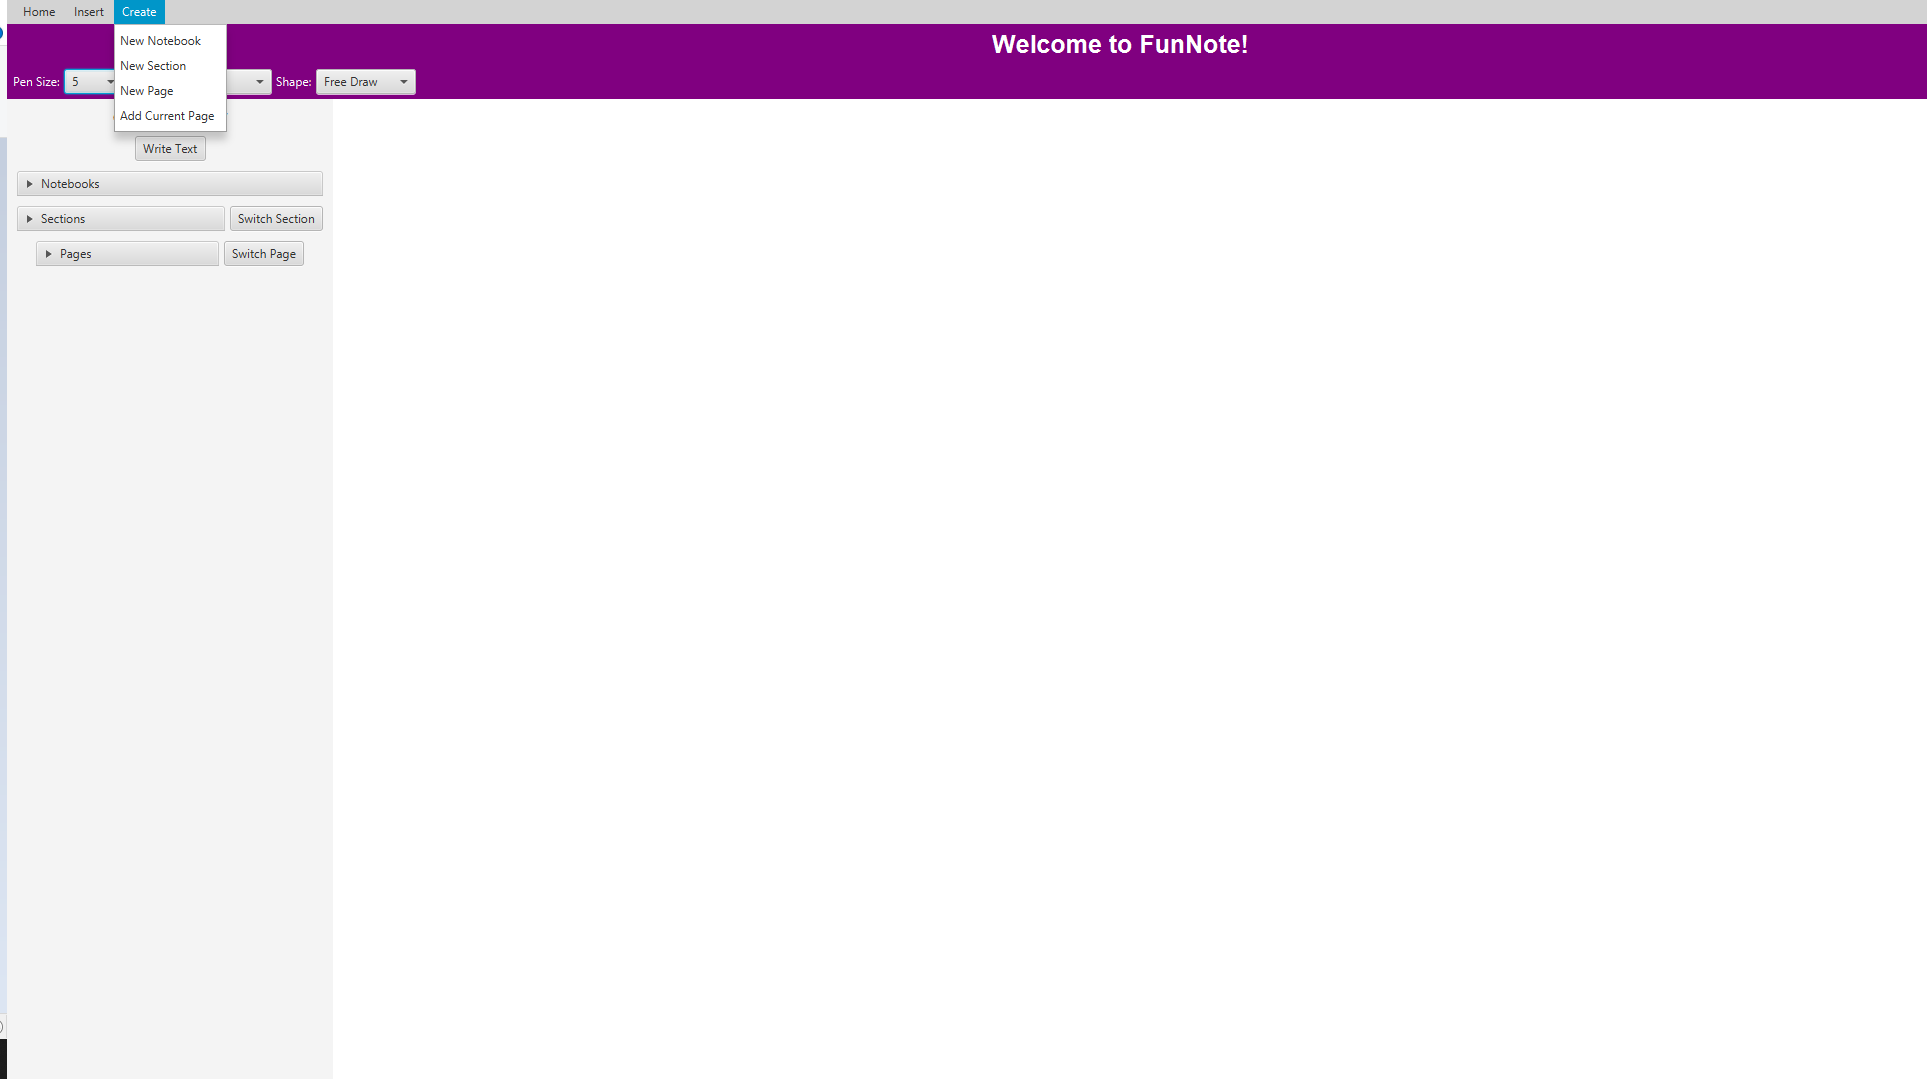 Home Insert Create
New Notebook
New Section
New Page
Add Current Page
Welcome to FunNote!
Pen Size: 5 Shape: Free Draw
Write Text
Notebooks
Sections Switch Section
Pages Switch Page